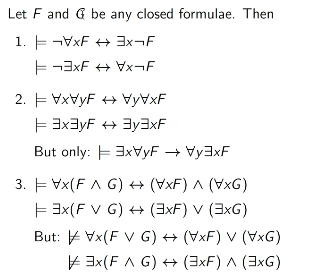 Let F and G be any closed formulae. Then
1. ⊨ ¬∀xF ↔ ∃x¬F
⊨ ¬∃xF ↔ ∀x¬F
2. ⊨ ∀x∀yF ↔ ∀y∀xF
⊨ ∃x∃yF ↔ ∃y∃xF
But only: ⊨ ∃x∀yF → ∀y∃xF
3. ⊨ ∀x(F ∧ G) ↔ (∀xF) ∧ (∀xG)
⊨ ∃x(F ∨ G) ↔ (∃xF) ∨ (∃xG)
But: ⊭ ∀x(F ∨ G) ↔ (∀xF) ∨ (∀xG)
⊭ ∃x(F ∧ G) ↔ (∃xF) ∧ (∃xG)